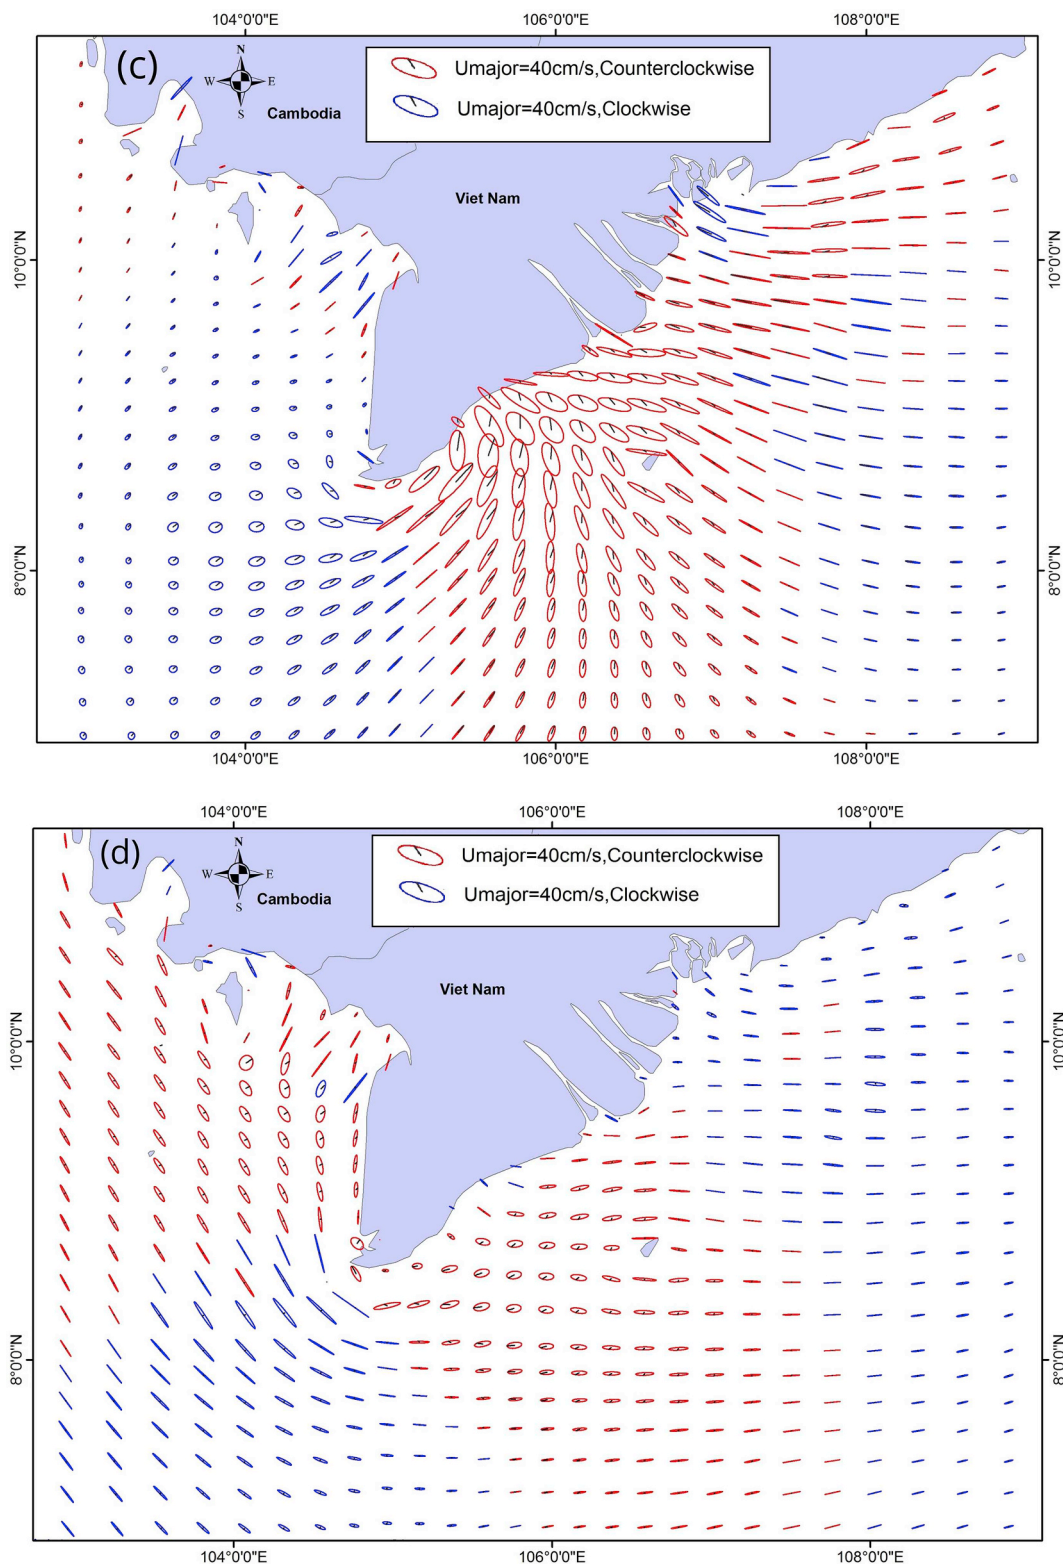 104°0'0"E 106°0'0"E 108°0'0"E
(c)
N
W E
S
Cambodia
Umajor=40cm/s,Counterclockwise
Umajor=40cm/s,Clockwise
Viet Nam
10°0'0"N 10°0'0"N
8°0'0"N 8°0'0"N
104°0'0"E 106°0'0"E 108°0'0"E
104°0'0"E 106°0'0"E 108°0'0"E
(d)
N
W E
S
Cambodia
Umajor=40cm/s,Counterclockwise
Umajor=40cm/s,Clockwise
Viet Nam
10°0'0"N 10°0'0"N
8°0'0"N 8°0'0"N
104°0'0"E 106°0'0"E 108°0'0"E